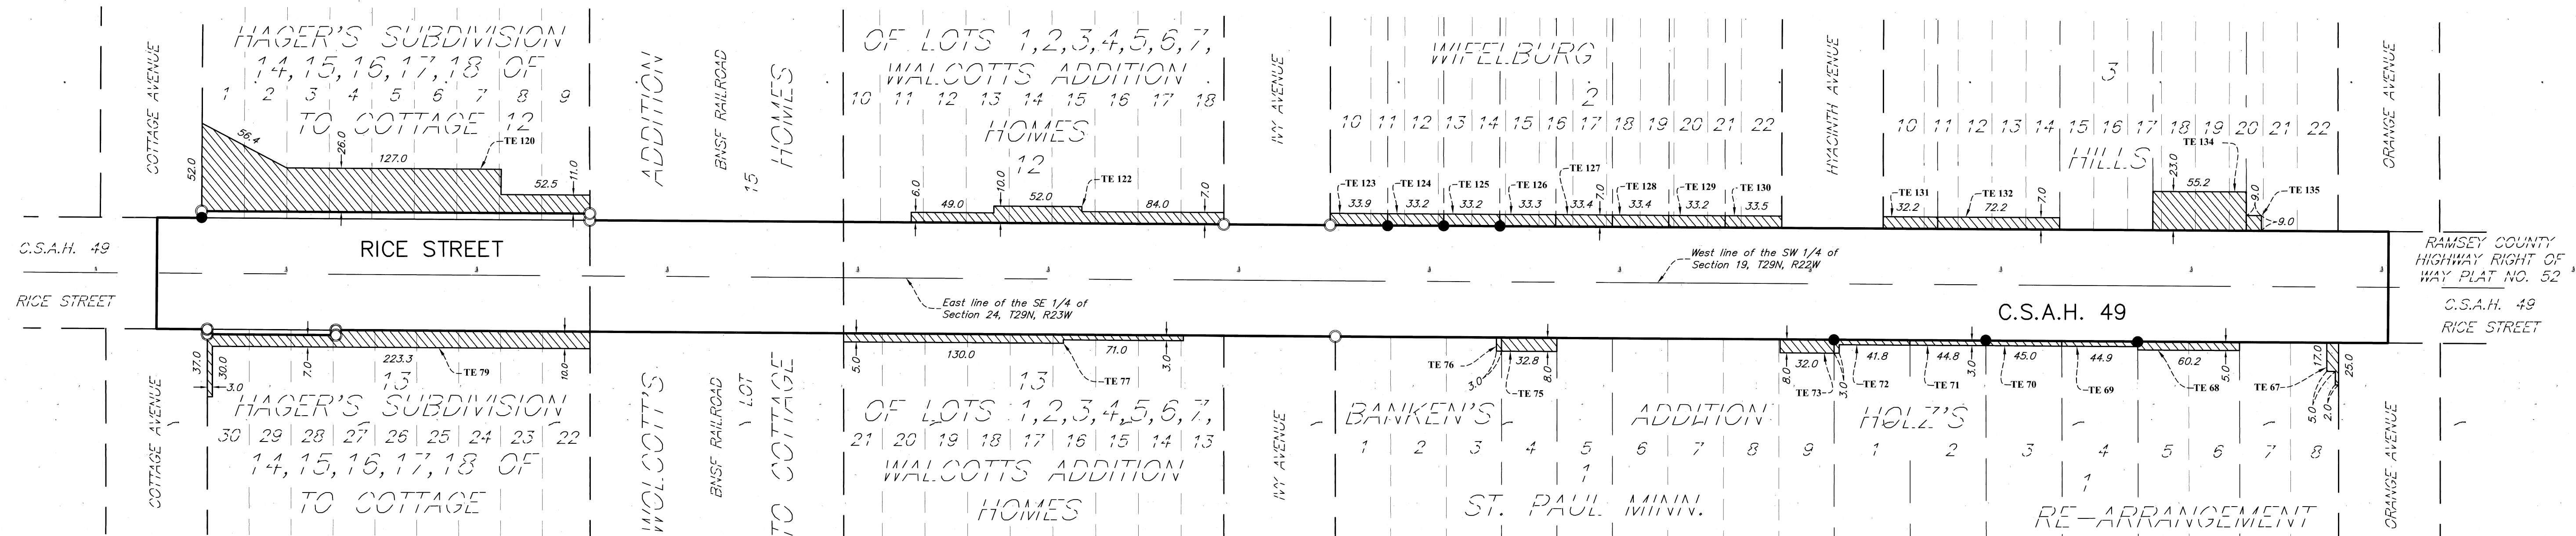 COTTAGE AVENUE
HAGER'S SUBDIVISION
14, 15, 16, 17, 18 OF
1 2 3 4 5 6 7 8 9
TO COTTAGE 12
52.0
56.4
26.0
127.0
TE 120
52.5
11.0
ADDITION
BNSF RAILROAD
15
HOMES
OF LOTS 1,2,3,4,5,6,7,
WALCOTTS ADDITION
10 11 12 13 14 15 16 17 18
HOMES
12
6.0
49.0
10.0
52.0
TE 122
84.0
7.0
IVY AVENUE
WIFELBURG
2
10 11 12 13 14 15 16 17 18 19 20 21 22
TE 123
33.9
TE 124
33.2
TE 125
33.2
TE 126
33.3
TE 127
33.4
7.0
TE 128
33.4
TE 129
33.2
TE 130
33.5
HYACINTH AVENUE
3
10 11 12 13 14 15 16 17 18 19 20 21 22
HILLS
TE 131
32.2
TE 132
72.2
7.0
TE 134
23.0
55.2
9.0
TE 135
9.0
ORANGE AVENUE
C.S.A.H. 49
RICE STREET
RICE STREET
East line of the SE 1/4 of
Section 24, T29N, R23W
West line of the SW 1/4 of
Section 19, T29N, R22W
C.S.A.H. 49
RAMSEY COUNTY
HIGHWAY RIGHT OF
WAY PLAT NO. 52
C.S.A.H. 49
RICE STREET
COTTAGE AVENUE
37.0
30.0
3.0
7.0
223.3
TE 79
10.0
13
HAGER'S SUBDIVISION
30 29 28 27 26 25 24 23 22
14, 15, 16, 17, 18 OF
TO COTTAGE
WOLCOTT'S
BNSF RAILROAD
LOT
TO COTTAGE
5.0
130.0
71.0
TE 77
3.0
13
OF LOTS 1,2,3,4,5,6,7,
21 20 19 18 17 16 15 14 13
WALCOTTS ADDITION
HOMES
IVY AVENUE
TE 76
3.0
32.8
TE 75
8.0
BANKEN'S ADDITION
1 2 3 4 5 6 7 8 9
1
ST. PAUL MINN.
8.0
32.0
TE 73
3.0
41.8
TE 72
44.8
TE 71
3.0
45.0
TE 70
44.9
TE 69
60.2
TE 68
5.0
TE 67
17.0
5.0
2.0
25.0
HOLZ'S
1 2 3 4 5 6 7 8
1
RE-ARRANGEMENT
ORANGE AVENUE